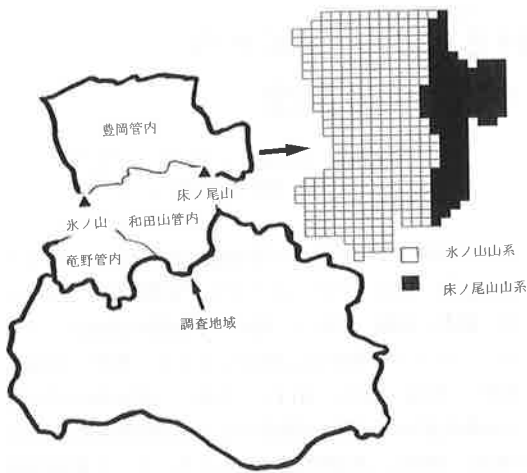 豊岡管内
床ノ尾山
氷ノ山
和田山管内
竜野管内
調査地域
氷ノ山山系
床ノ尾山山系